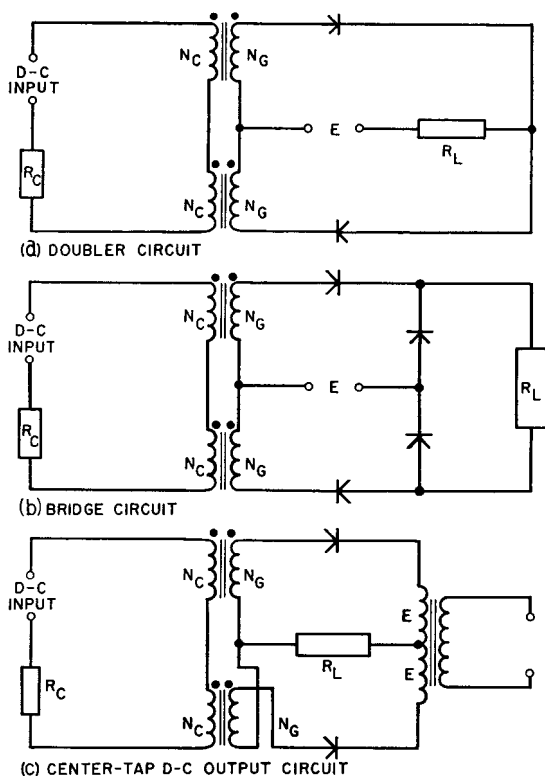 N_C N_G
D-C
INPUT
E
R_L
R_C
N_C N_G
(a) DOUBLER CIRCUIT
N_C N_G
D-C
INPUT
E
R_L
R_C
N_C N_G
(b) BRIDGE CIRCUIT
N_C N_G
D-C
INPUT
E
R_L
E
R_C
N_C N_G
(c) CENTER-TAP D-C OUTPUT CIRCUIT